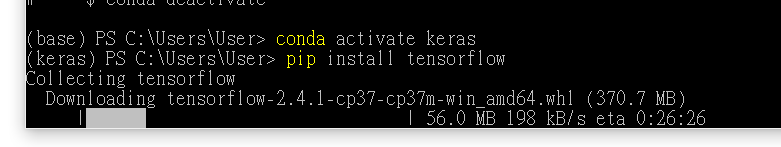 #     $ conda deactivate
(base) PS C:\Users\User> conda activate keras
(keras) PS C:\Users\User> pip install tensorflow
Collecting tensorflow
  Downloading tensorflow-2.4.1-cp37-cp37m-win_amd64.whl (370.7 MB)
     |                                | 56.0 MB 198 kB/s eta 0:26:26